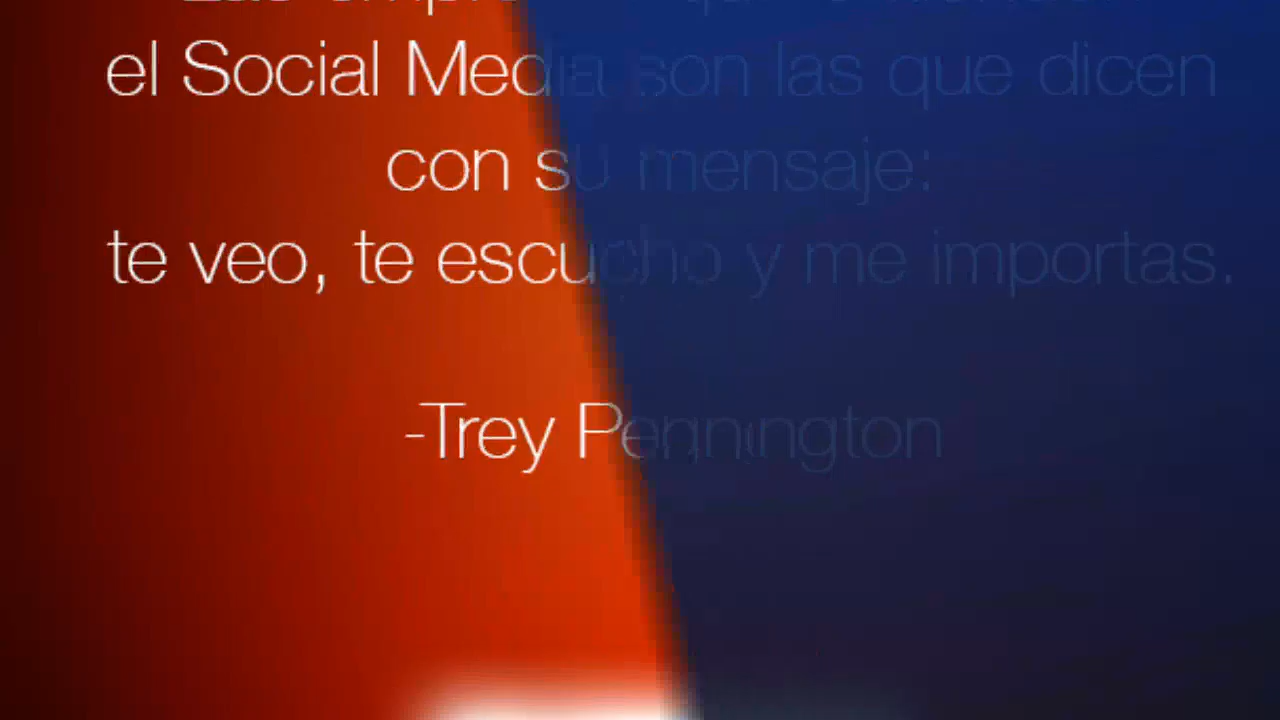 el Social Media son las que dicen
con su mensaje:
te veo, te escucho y me importas.
-Trey Pennington